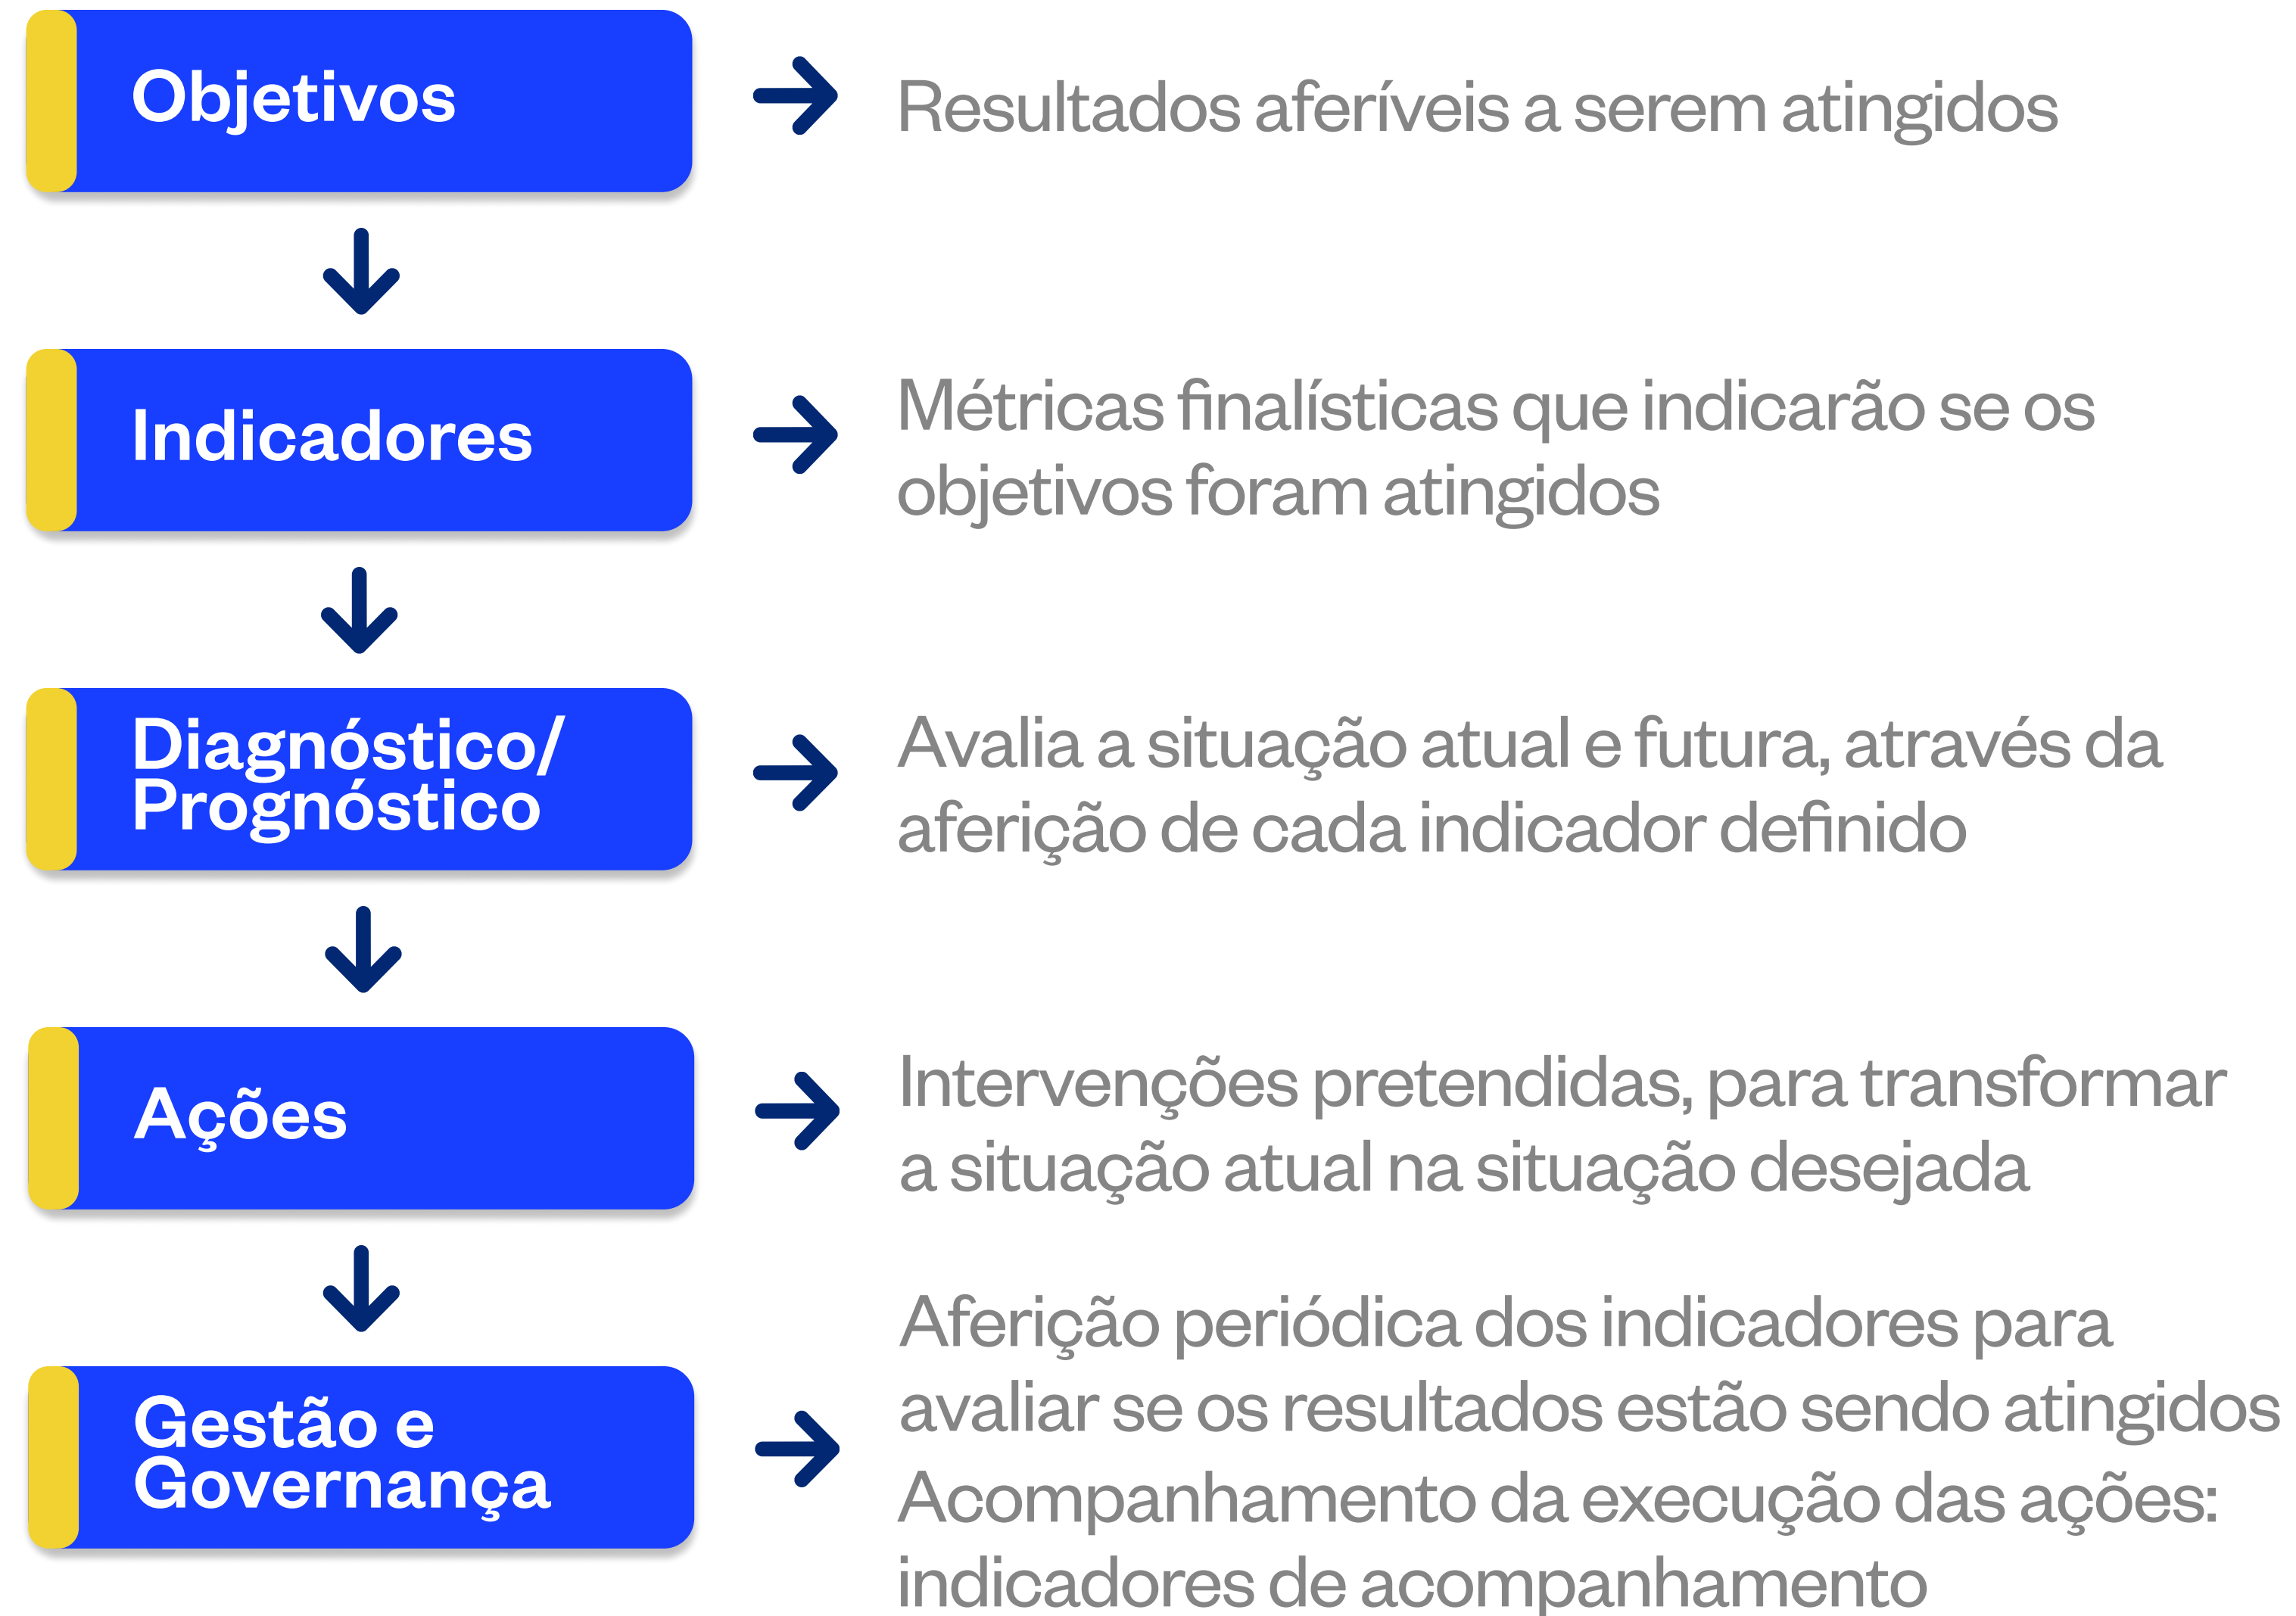 Objetivos
Resultados aferíveis a serem atingidos
Indicadores
Métricas finalísticas que indicarão se os
objetivos foram atingidos
Diagnóstico/
Prognóstico
Avalia a situação atual e futura, através da
aferição de cada indicador definido
Ações
Intervenções pretendidas, para transformar
a situação atual na situação desejada
Gestão e
Governança
Aferição periódica dos indicadores para
avaliar se os resultados estão sendo atingidos
Acompanhamento da execução das ações:
indicadores de acompanhamento